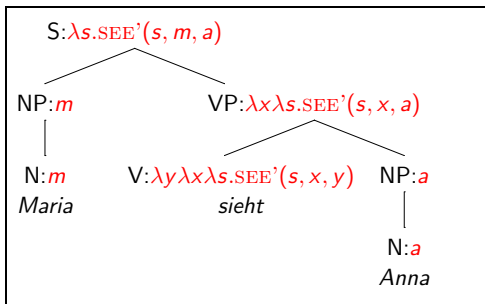 S:λs.SEE’(s, m, a)
NP:m VP:λxλs.SEE’(s, x, a)
N:m V:λyλxλs.SEE’(s, x, y) NP:a
Maria sieht
N:a
Anna